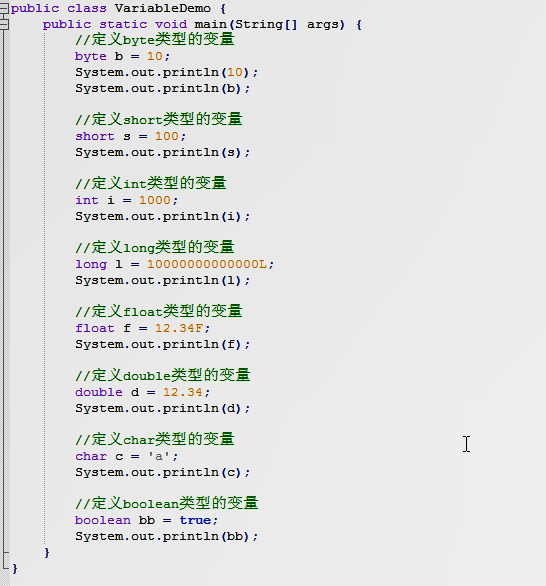 public class VariableDemo {
public static void main(String[] args) {
//定义byte类型的变量
byte b = 10;
System.out.println(10);
System.out.println(b);
//定义short类型的变量
short s = 100;
System.out.println(s);
//定义int类型的变量
int i = 1000;
System.out.println(i);
//定义long类型的变量
long l = 10000000000000L;
System.out.println(l);
//定义float类型的变量
float f = 12.34F;
System.out.println(f);
//定义double类型的变量
double d = 12.34;
System.out.println(d);
//定义char类型的变量
char c = 'a';
System.out.println(c);
//定义boolean类型的变量
boolean bb = true;
System.out.println(bb);
}
}